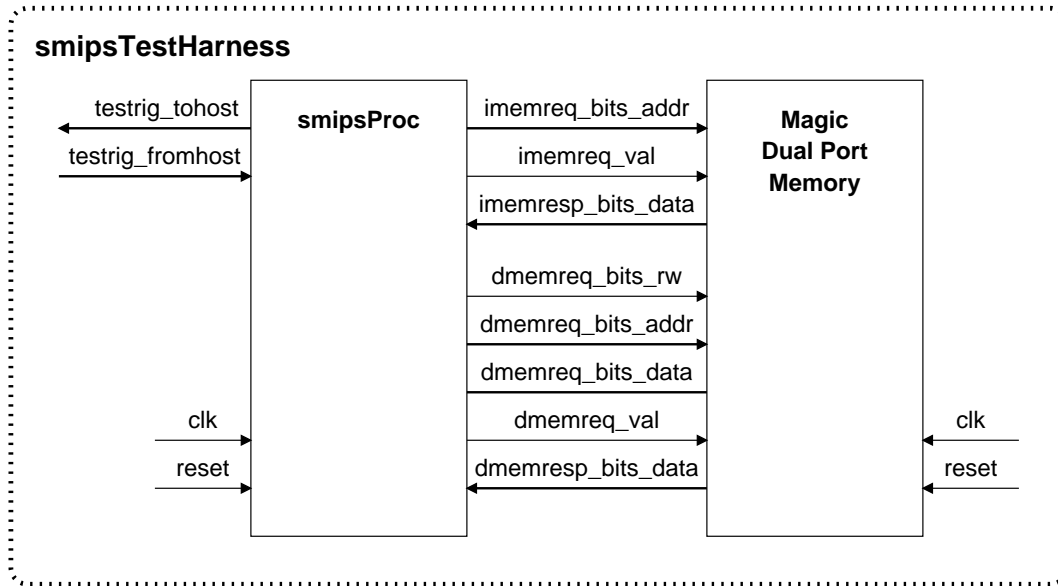 smipsTestHarness
testrig_tohost
testrig_fromhost
clk
reset
smipsProc
imemreq_bits_addr
imemreq_val
imemresp_bits_data
dmemreq_bits_rw
dmemreq_bits_addr
dmemreq_bits_data
dmemreq_val
dmemresp_bits_data
Magic
Dual Port
Memory
clk
reset